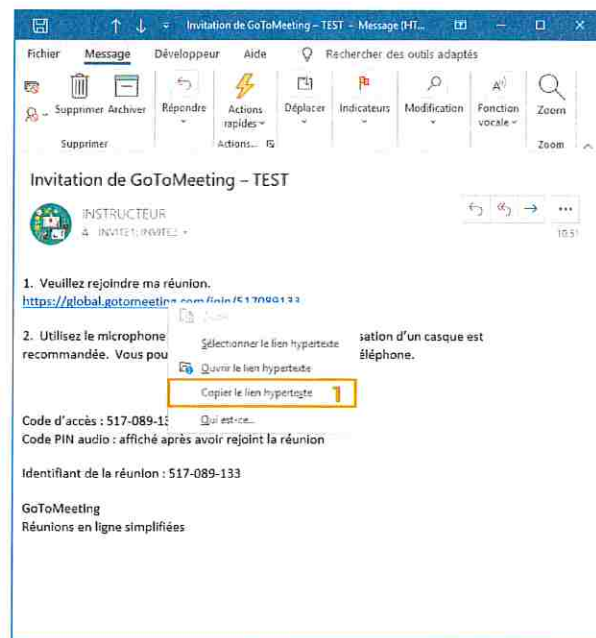 Invitation de GoToMeeting – TEST - Message (HT...
Fichier Message Développeur Aide Rechercher des outils adaptés
Supprimer Archiver Répondre Actions rapides Déplacer Indicateurs Modification Fonction vocale Zoom
Supprimer Actions... Zoom
Invitation de GoToMeeting – TEST
INSTRUCTEUR
A INVITE1; INVITE2
10:51
1. Veuillez rejoindre ma réunion.
https://global.gotomeeting.com/join/517089133
2. Utilisez le microphone sation d'un casque est
recommandée. Vous pou éléphone.
Sélectionner le lien hypertexte
Ouvrir le lien hypertexte
Copier le lien hypertexte 1
Qui est-ce...
Code d'accès : 517-089-13
Code PIN audio : affiché après avoir rejoint la réunion
Identifiant de la réunion : 517-089-133
GoToMeeting
Réunions en ligne simplifiées